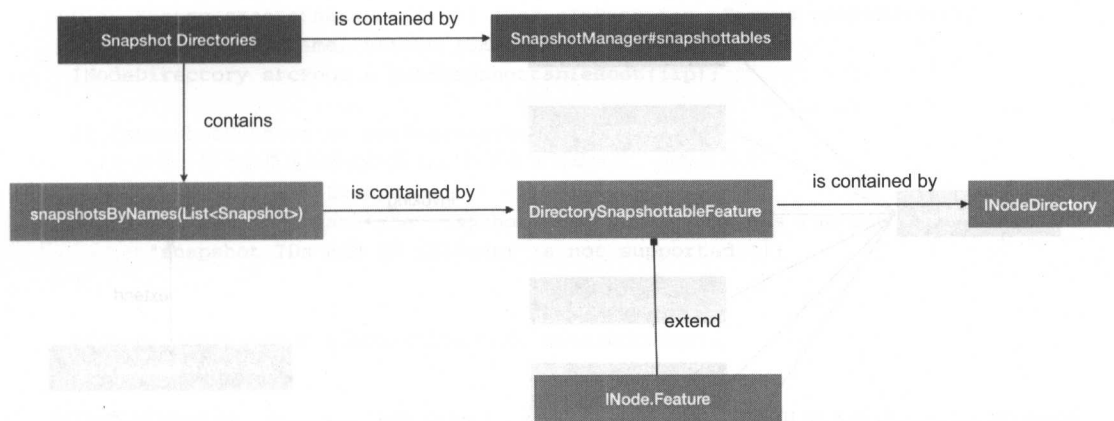 is contained by
Snapshot Directories
SnapshotManager#snapshottables
contains
is contained by
is contained by
snapshotsByNames(List<Snapshot>)
DirectorySnapshottableFeature
INodeDirectory
extend
INode.Feature